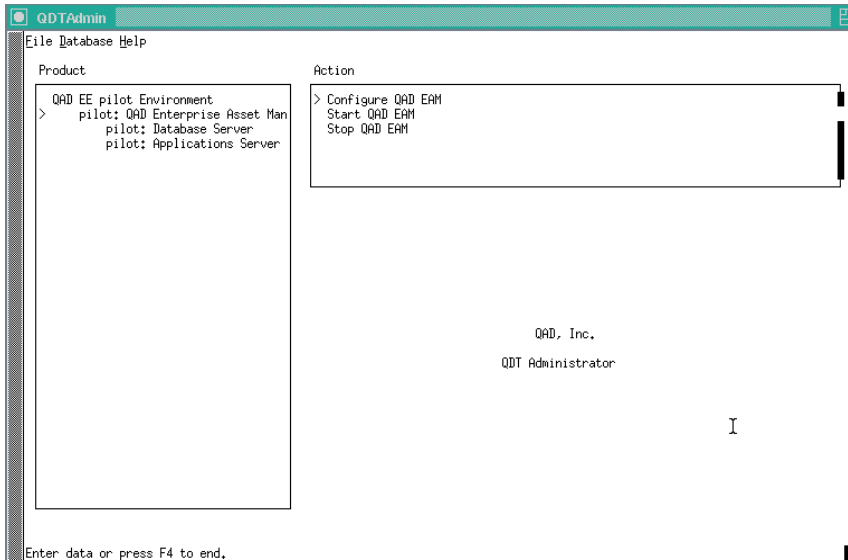 QDTAdmin
File Database Help
Product
QAD EE pilot Environment
> pilot: QAD Enterprise Asset Man
pilot: Database Server
pilot: Applications Server
Action
> Configure QAD EAM
Start QAD EAM
Stop QAD EAM
QAD, Inc.
QDT Administrator
Enter data or press F4 to end.